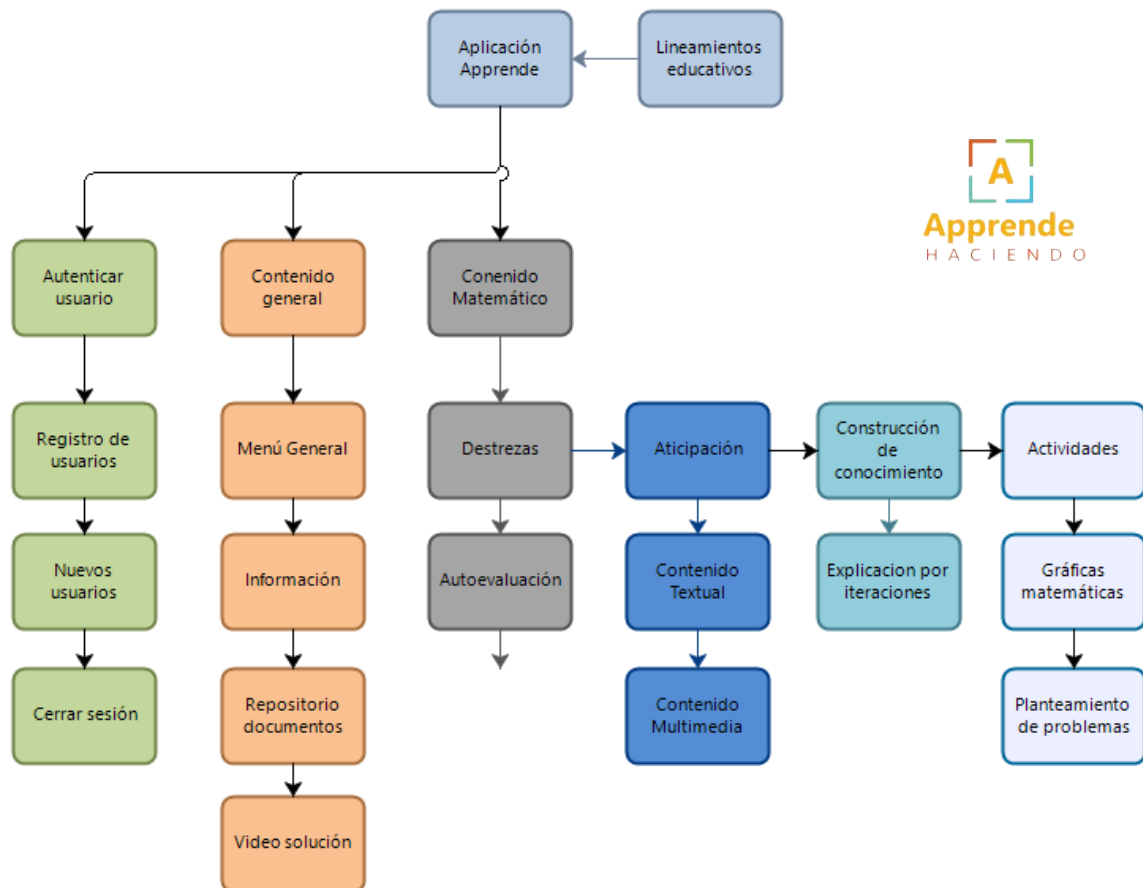 Aplicación
Apprende
Lineamientos
educativos
A
Apprende
HACIENDO
Autenticar
usuario
Contenido
general
Conenido
Matemático
Registro de
usuarios
Menú General
Destrezas
Aticipación
Construcción
de
conocimiento
Actividades
Nuevos
usuarios
Información
Autoevaluación
Contenido
Textual
Explicacion por
iteraciones
Gráficas
matemáticas
Cerrar sesión
Repositorio
documentos
Contenido
Multimedia
Planteamiento
de problemas
Video solución